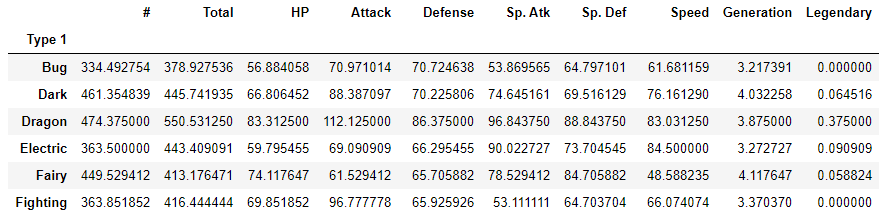 # Total HP Attack Defense Sp. Atk Sp. Def Speed Generation Legendary
Type 1
Bug 334.492754 378.927536 56.884058 70.971014 70.724638 53.869565 64.797101 61.681159 3.217391 0.000000
Dark 461.354839 445.741935 66.806452 88.387097 70.225806 74.645161 69.516129 76.161290 4.032258 0.064516
Dragon 474.375000 550.531250 83.312500 112.125000 86.375000 96.843750 88.843750 83.031250 3.875000 0.375000
Electric 363.500000 443.409091 59.795455 69.090909 66.295455 90.022727 73.704545 84.500000 3.272727 0.090909
Fairy 449.529412 413.176471 74.117647 61.529412 65.705882 78.529412 84.705882 48.588235 4.117647 0.058824
Fighting 363.851852 416.444444 69.851852 96.777778 65.925926 53.111111 64.703704 66.074074 3.370370 0.000000